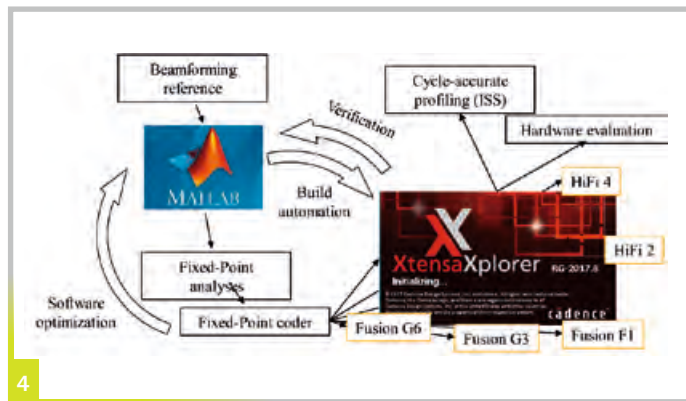 Beamforming
reference
Cycle-accurate
profiling (ISS)
Verification
Hardware evaluation
MATLAB
Build
automation
HiFi 4
HiFi 2
XtensaXplorer RG-2017.8
Initializing...
cadence
Fixed-Point
analyses
Software
optimization
Fixed-Point coder
Fusion G6
Fusion G3
Fusion F1
4